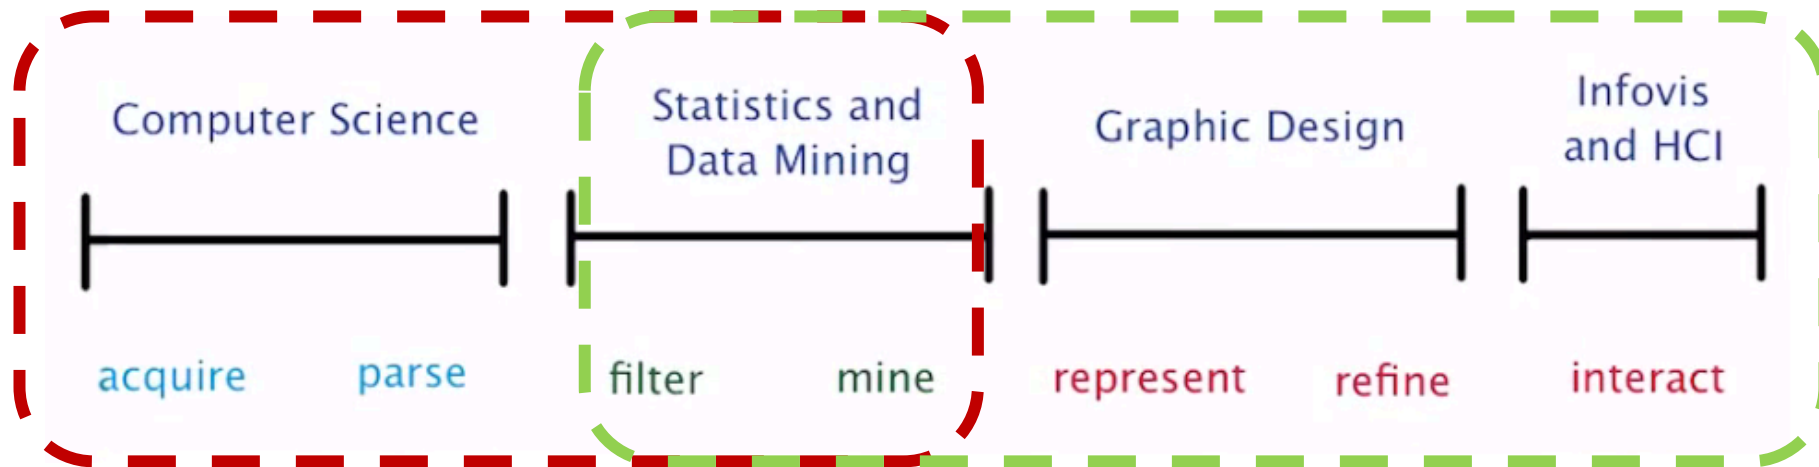 Computer Science
Statistics and
Data Mining
Graphic Design
Infovis
and HCI
acquire
parse
filter
mine
represent
refine
interact